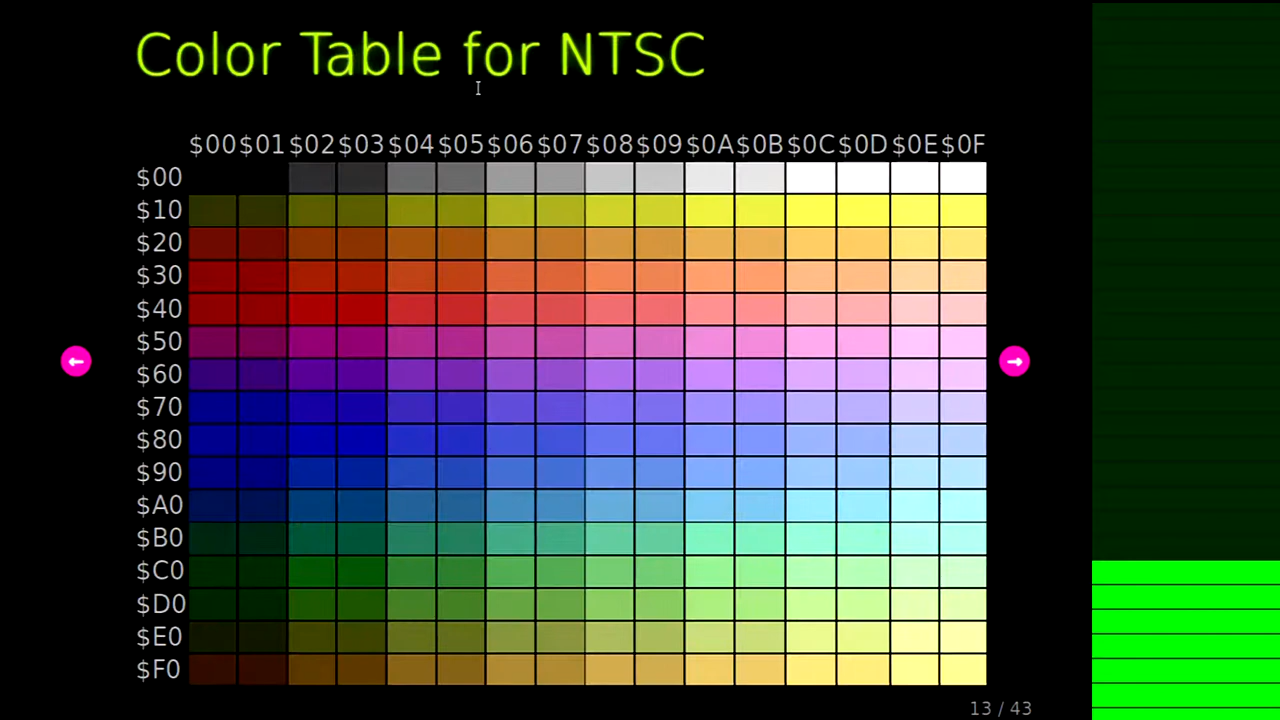 Color Table for NTSC
$00 $01 $02 $03 $04 $05 $06 $07 $08 $09 $0A $0B $0C $0D $0E $0F
$00
$10
$20
$30
$40
$50
$60
$70
$80
$90
$A0
$B0
$C0
$D0
$E0
$F0
13 / 43